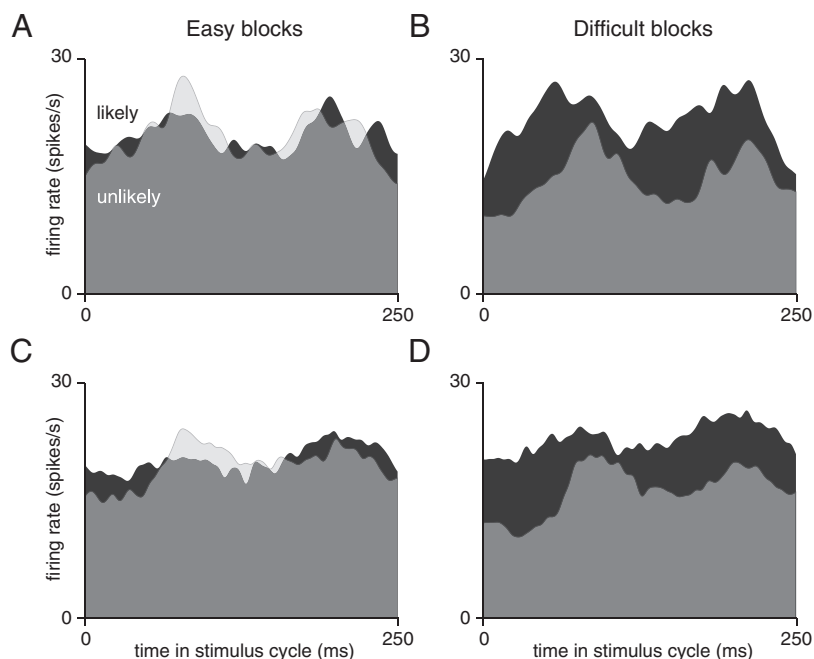 A
Easy blocks
B
Difficult blocks
30
30
likely
unlikely
firing rate (spikes/s)
0
0
0
250
0
250
C
D
30
30
firing rate (spikes/s)
0
0
0
250
0
250
time in stimulus cycle (ms)
time in stimulus cycle (ms)